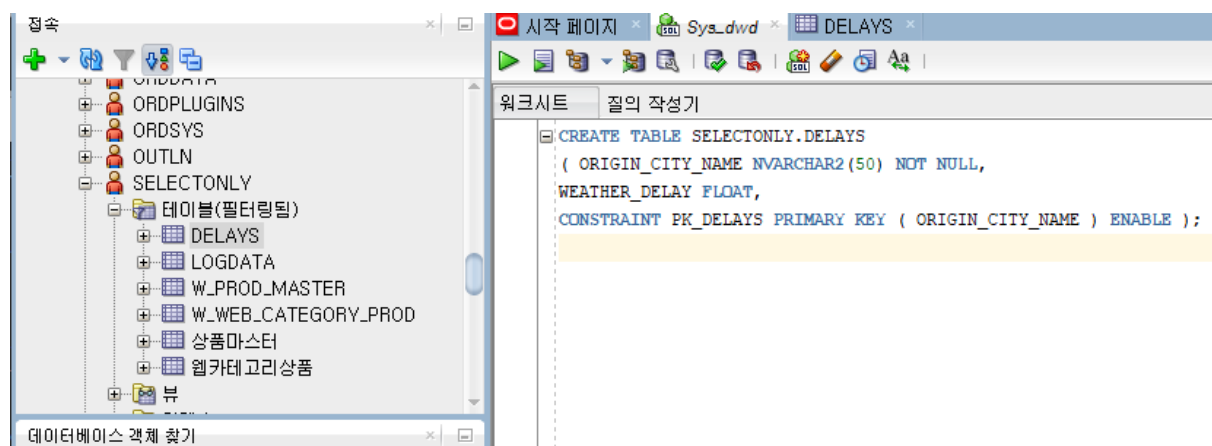 접속
시작 페이지
Sys_dwd
DELAYS
ORDDATA
ORDPLUGINS
ORDSYS
OUTLN
SELECTONLY
테이블(필터링됨)
DELAYS
LOGDATA
W_PROD_MASTER
W_WEB_CATEGORY_PROD
상품마스터
웹카테고리상품
뷰
데이터베이스 객체 찾기
워크시트
질의 작성기
CREATE TABLE SELECTONLY.DELAYS
( ORIGIN_CITY_NAME NVARCHAR2(50) NOT NULL,
WEATHER_DELAY FLOAT,
CONSTRAINT PK_DELAYS PRIMARY KEY ( ORIGIN_CITY_NAME ) ENABLE );